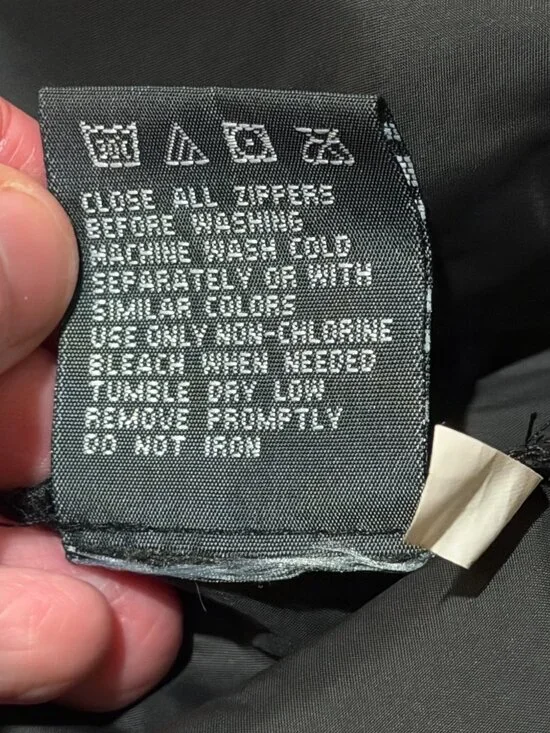 CLOSE ALL ZIPPERS
BEFORE WASHING
MACHINE WASH COLD
SEPARATELY OR WITH
SIMILAR COLORS
USE ONLY NON-CHLORINE
BLEACH WHEN NEEDED
TUMBLE DRY LOW
REMOVE PROMPTLY
DO NOT IRON